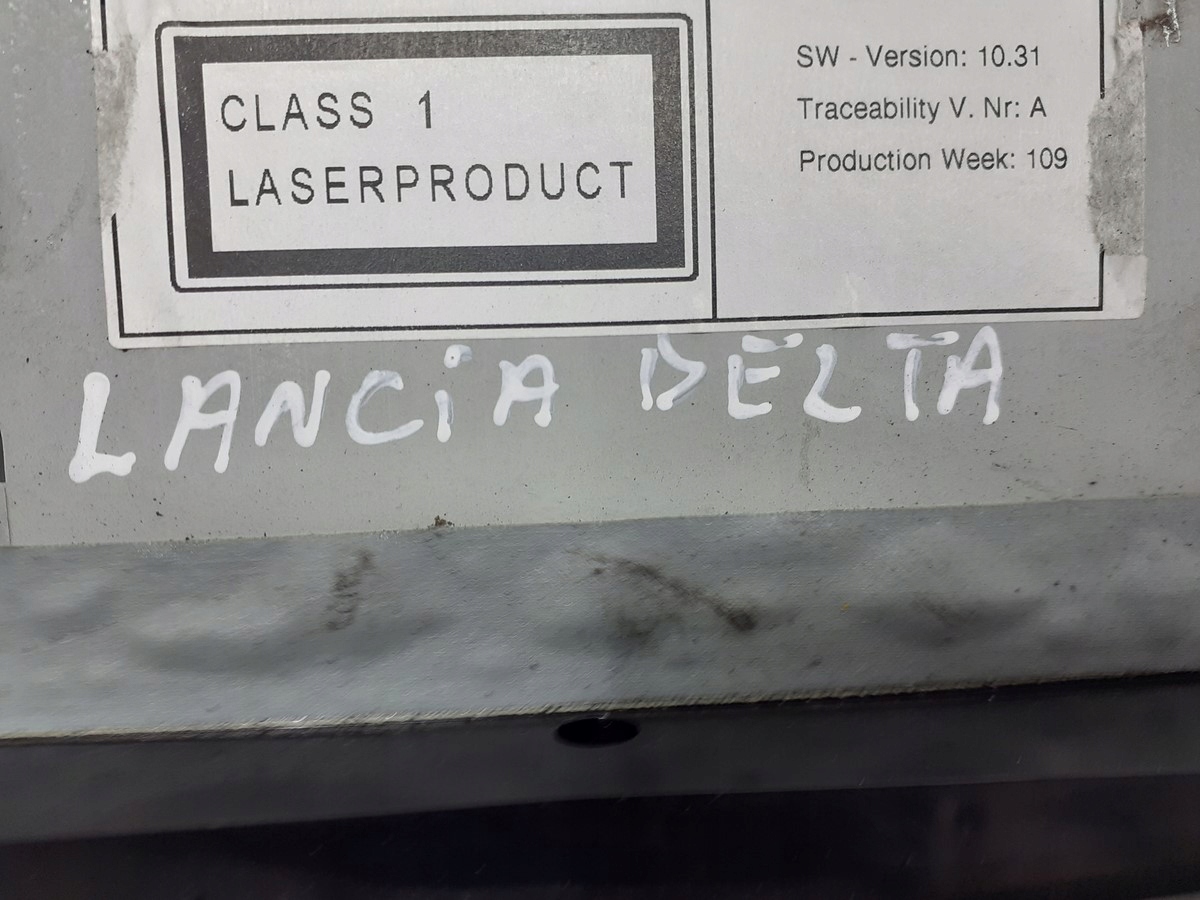 CLASS 1
LASERPRODUCT
SW - Version: 10.31
Traceability V. Nr: A
Production Week: 109
LANCiA DELTA